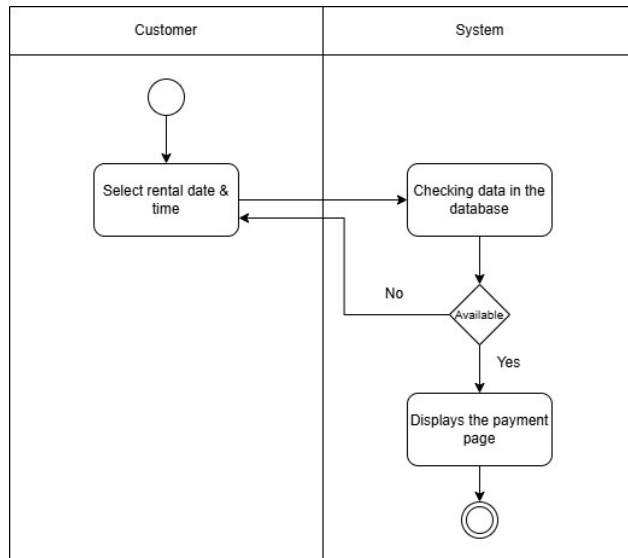 Customer
System
Select rental date &
time
Checking data in the
database
No
Available
Yes
Displays the payment
page